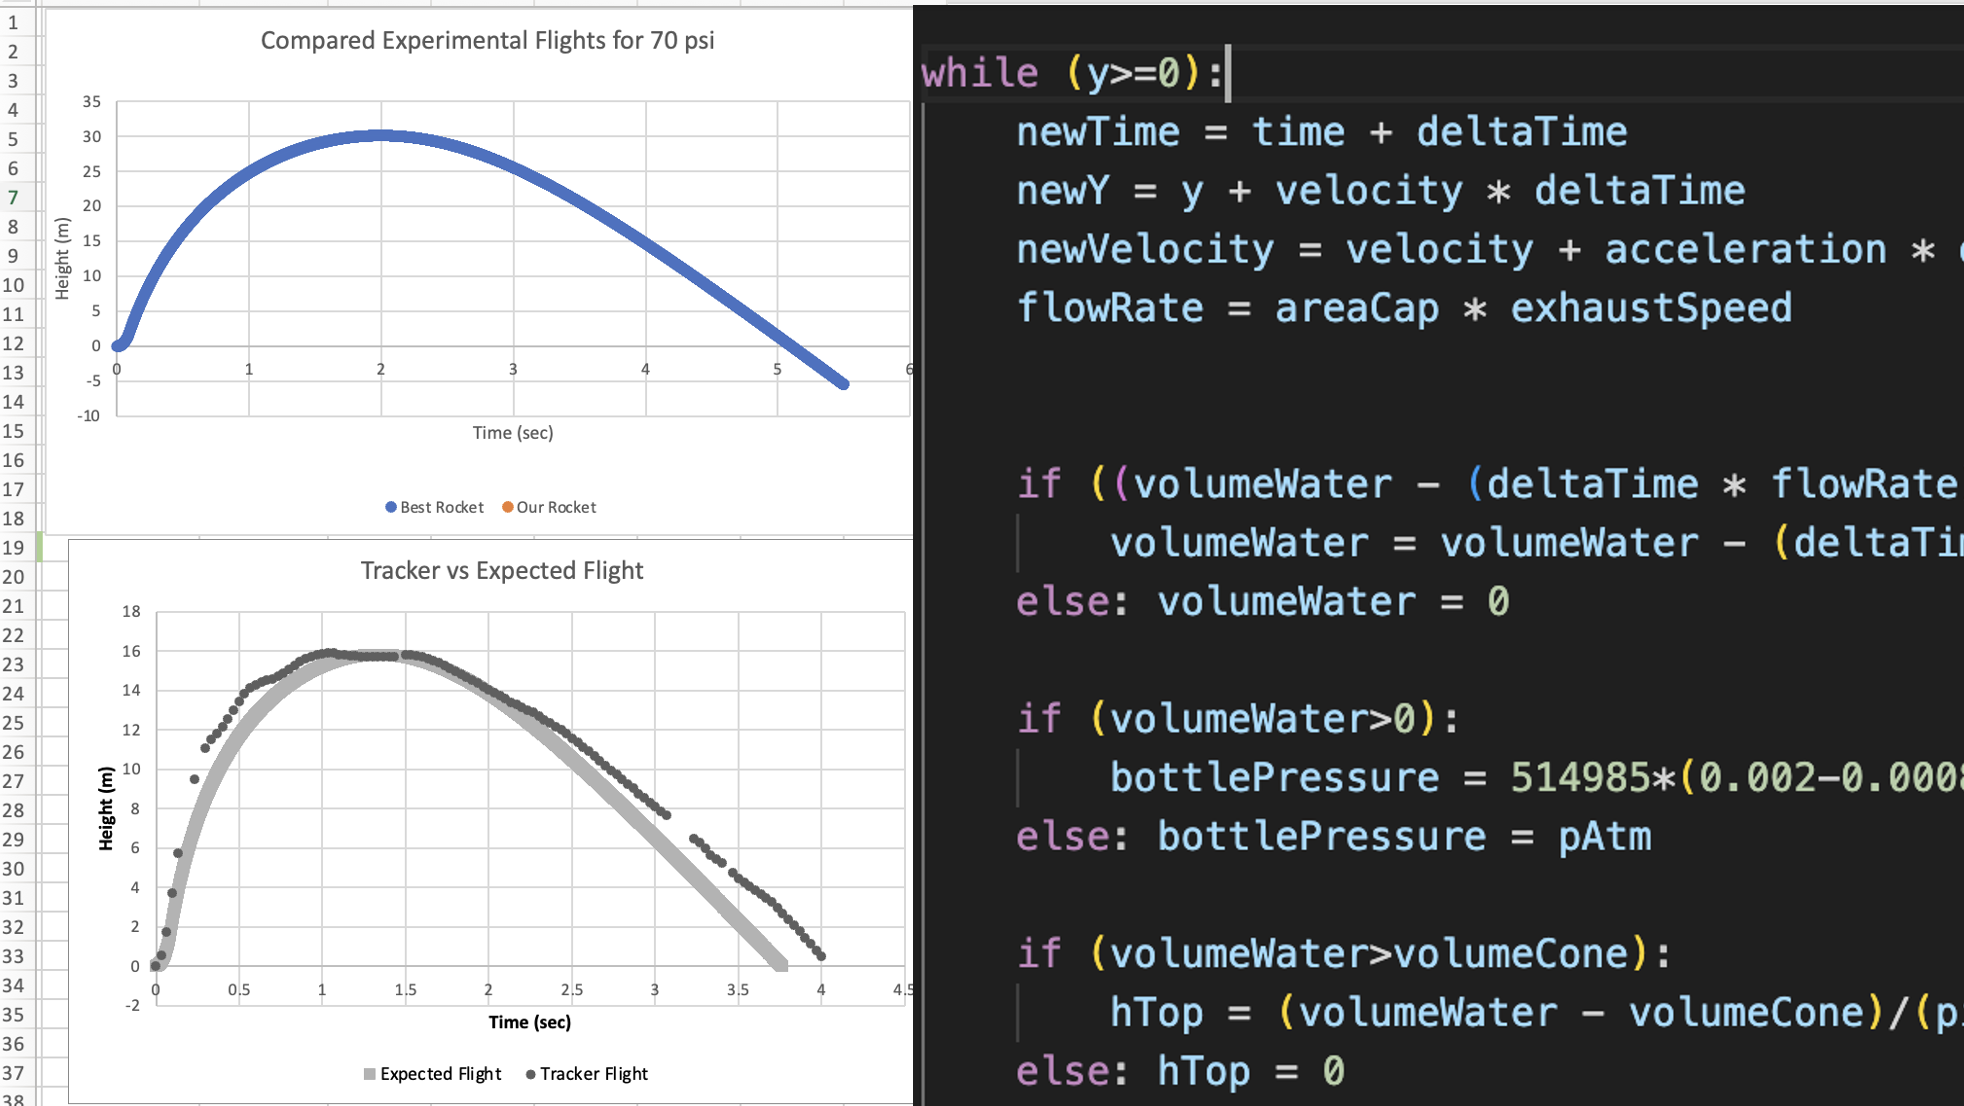 1
2
3
4
5
6
7
8
9
10
11
12
13
14
15
16
17
18
19
20
21
22
23
24
25
26
27
28
29
30
31
32
33
34
35
36
37
38
Compared Experimental Flights for 70 psi
35
30
25
20
15
10
5
0
-5
-10
Height (m)
0 1 2 3 4 5 6
Time (sec)
Best Rocket Our Rocket
Tracker vs Expected Flight
18
16
14
12
10
8
6
4
2
0
-2
Height (m)
0 0.5 1 1.5 2 2.5 3 3.5 4 4.5
Time (sec)
Expected Flight Tracker Flight
while (y>=0):
newTime = time + deltaTime
newY = y + velocity * deltaTime
newVelocity = velocity + acceleration *
flowRate = areaCap * exhaustSpeed
if ((volumeWater - (deltaTime * flowRate
volumeWater = volumeWater - (deltaTi
else: volumeWater = 0
if (volumeWater>0):
bottlePressure = 514985*(0.002-0.0008
else: bottlePressure = pAtm
if (volumeWater>volumeCone):
hTop = (volumeWater - volumeCone)/(p
else: hTop = 0